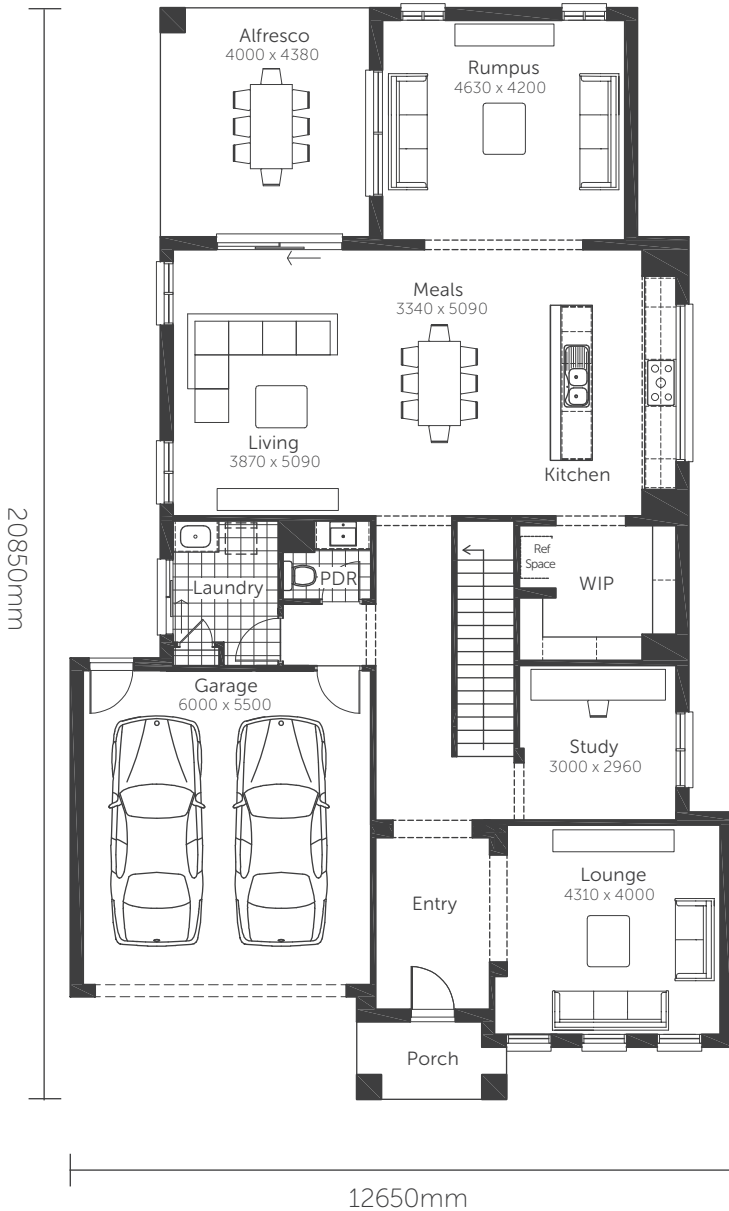 Alfresco
4000 x 4380
Rumpus
4630 x 4200
Meals
3340 x 5090
Living
3870 x 5090
Kitchen
20850mm
Laundry
PDR
Ref
Space
WIP
Garage
6000 x 5500
Study
3000 x 2960
Lounge
4310 x 4000
Entry
Porch
12650mm